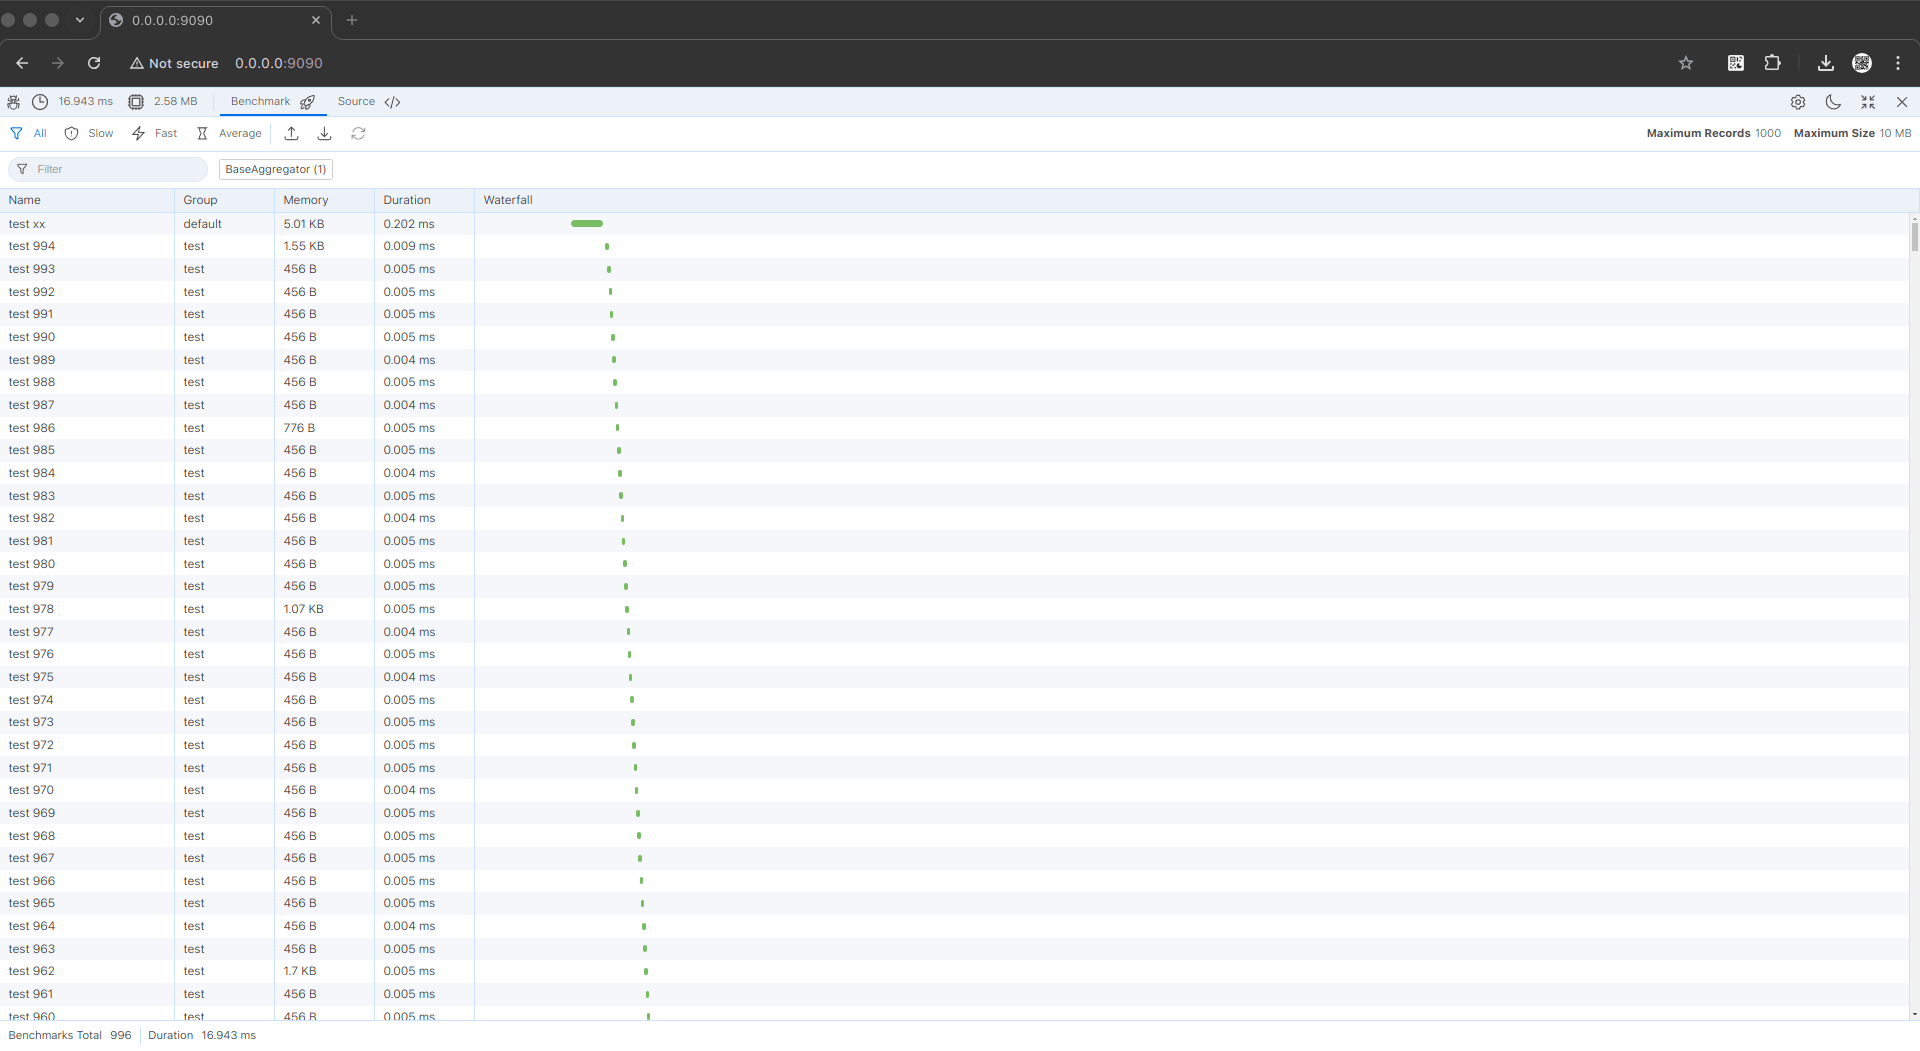 0.0.0.0:9090
Not secure 0.0.0.0:9090
16.943 ms 2.58 MB Benchmark Source
All Slow Fast Average Maximum Records 1000 Maximum Size 10 MB
Filter BaseAggregator (1)
Name Group Memory Duration Waterfall
test xx default 5.01 KB 0.202 ms
test 994 test 1.55 KB 0.009 ms
test 993 test 456 B 0.005 ms
test 992 test 456 B 0.005 ms
test 991 test 456 B 0.005 ms
test 990 test 456 B 0.005 ms
test 989 test 456 B 0.004 ms
test 988 test 456 B 0.005 ms
test 987 test 456 B 0.004 ms
test 986 test 776 B 0.005 ms
test 985 test 456 B 0.005 ms
test 984 test 456 B 0.004 ms
test 983 test 456 B 0.005 ms
test 982 test 456 B 0.004 ms
test 981 test 456 B 0.005 ms
test 980 test 456 B 0.005 ms
test 979 test 456 B 0.005 ms
test 978 test 1.07 KB 0.005 ms
test 977 test 456 B 0.004 ms
test 976 test 456 B 0.005 ms
test 975 test 456 B 0.004 ms
test 974 test 456 B 0.005 ms
test 973 test 456 B 0.005 ms
test 972 test 456 B 0.005 ms
test 971 test 456 B 0.005 ms
test 970 test 456 B 0.004 ms
test 969 test 456 B 0.005 ms
test 968 test 456 B 0.005 ms
test 967 test 456 B 0.005 ms
test 966 test 456 B 0.005 ms
test 965 test 456 B 0.005 ms
test 964 test 456 B 0.004 ms
test 963 test 456 B 0.005 ms
test 962 test 1.7 KB 0.005 ms
test 961 test 456 B 0.005 ms
test 960 test 456 B 0.005 ms
Benchmarks Total 996 Duration 16.943 ms